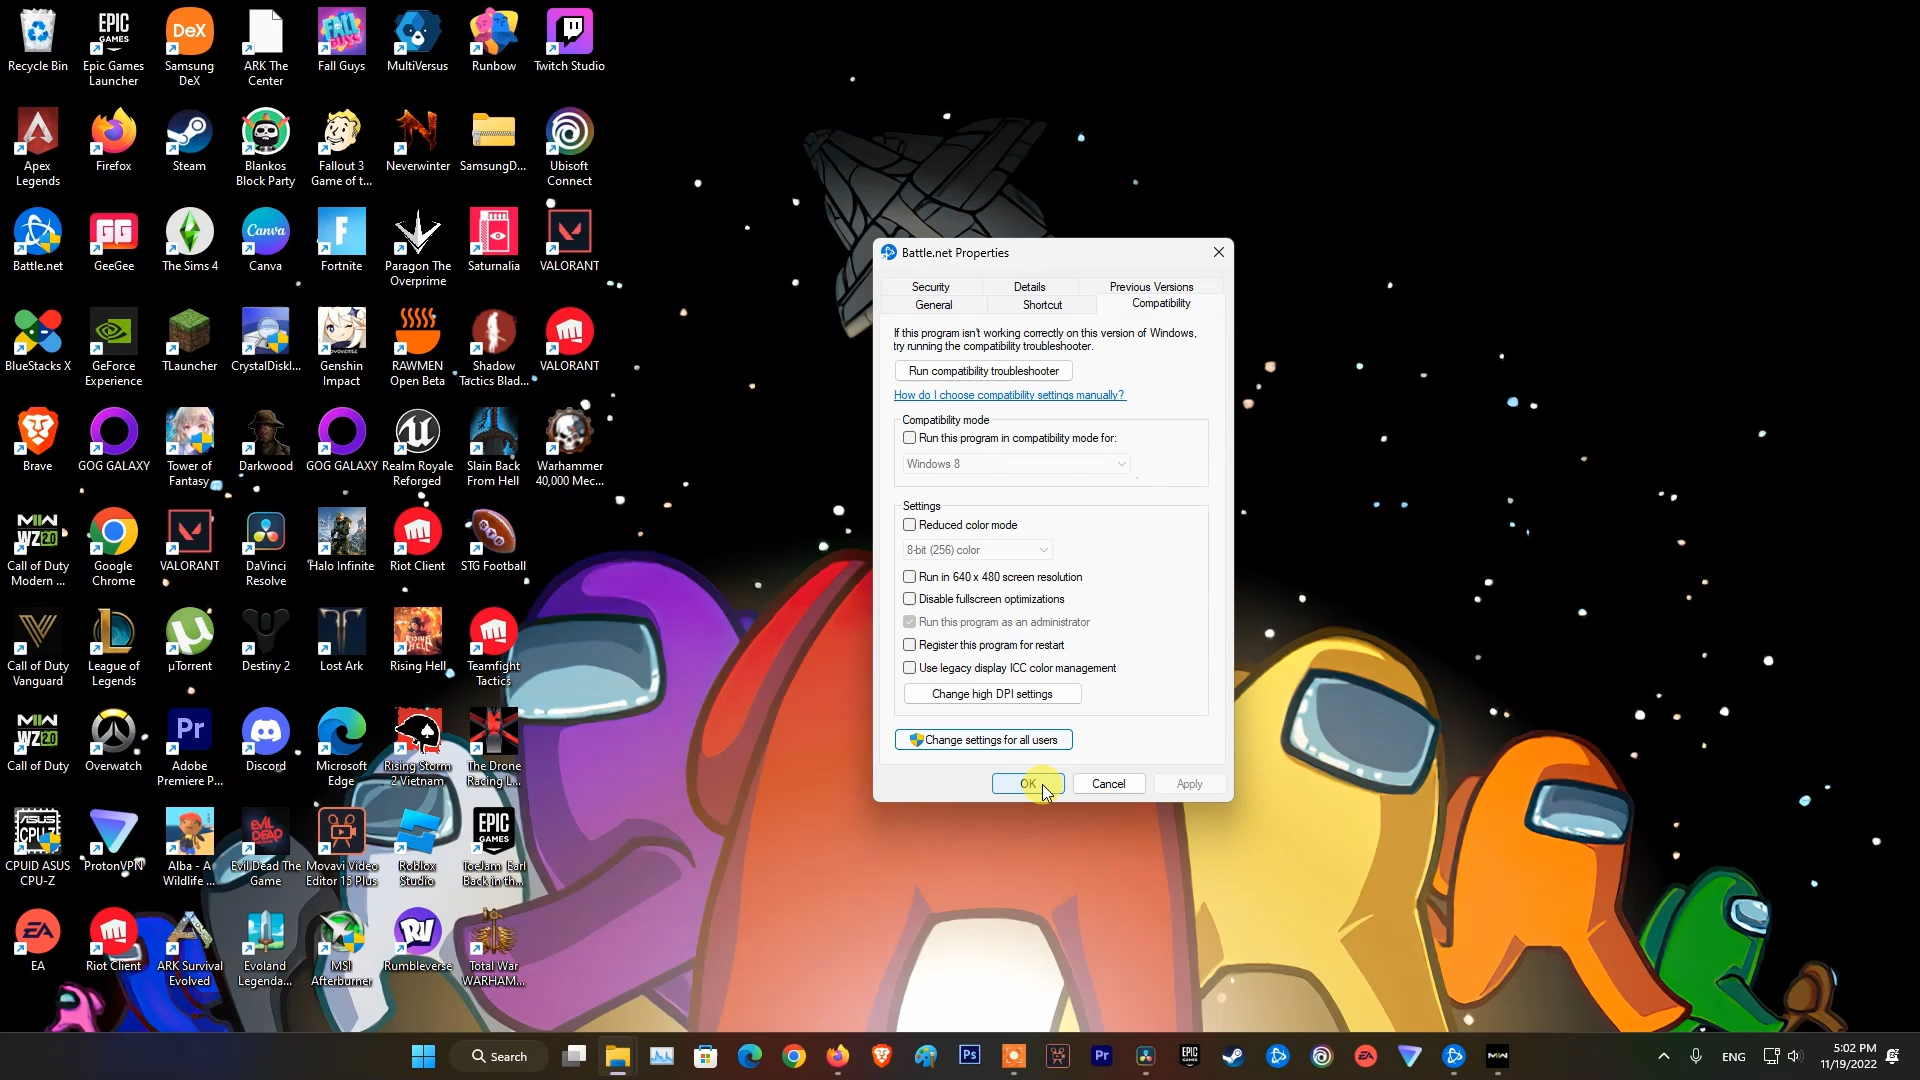 Recycle Bin
Epic Games
Launcher
Samsung
DeX
ARK The
Center
Fall Guys
MultiVersus
Runbow
Twitch Studio
Apex
Legends
Firefox
Steam
Blankos
Block Party
Fallout 3
Game of t...
Neverwinter
SamsungD...
Ubisoft
Connect
Battle.net
GeeGee
The Sims 4
Canva
Fortnite
Paragon The
Overprime
Saturnalia
VALORANT
BlueStacks X
GeForce
Experience
TLauncher
CrystalDiskI...
Genshin
Impact
RAWMEN
Open Beta
Shadow
Tactics Blad...
VALORANT
Brave
GOG GALAXY
Tower of
Fantasy
Darkwood
GOG GALAXY
Realm Royale
Reforged
Slain Back
From Hell
Warhammer
40,000 Mec...
Call of Duty
Modern ...
Google
Chrome
VALORANT
DaVinci
Resolve
Halo Infinite
Riot Client
STG Football
Call of Duty
Vanguard
League of
Legends
µTorrent
Destiny 2
Lost Ark
Rising Hell
Teamfight
Tactics
Call of Duty
Overwatch
Adobe
Premiere P...
Discord
Microsoft
Edge
Rising Storm
2 Vietnam
The Drone
Racing L...
CPUID ASUS
CPU-Z
ProtonVPN
Alba - A
Wildlife ...
Evil Dead The
Game
Movavi Video
Editor 15 Plus
Roblox
Studio
ToeJam Earl
Back in th...
EA
Riot Client
ARK Survival
Evolved
Evoland
Legenda...
MSI
Afterburner
Rumbleverse
Total War
WARHAM...
Battle.net Properties
Security
Details
Previous Versions
General
Shortcut
Compatibility
If this program isn't working correctly on this version of Windows,
try running the compatibility troubleshooter.
Run compatibility troubleshooter
How do I choose compatibility settings manually?
Compatibility mode
Run this program in compatibility mode for:
Windows 8
Settings
Reduced color mode
8-bit (256) color
Run in 640 x 480 screen resolution
Disable fullscreen optimizations
Run this program as an administrator
Register this program for restart
Use legacy display ICC color management
Change high DPI settings
Change settings for all users
OK
Cancel
Apply
Search
ENG
5:02 PM
11/19/2022